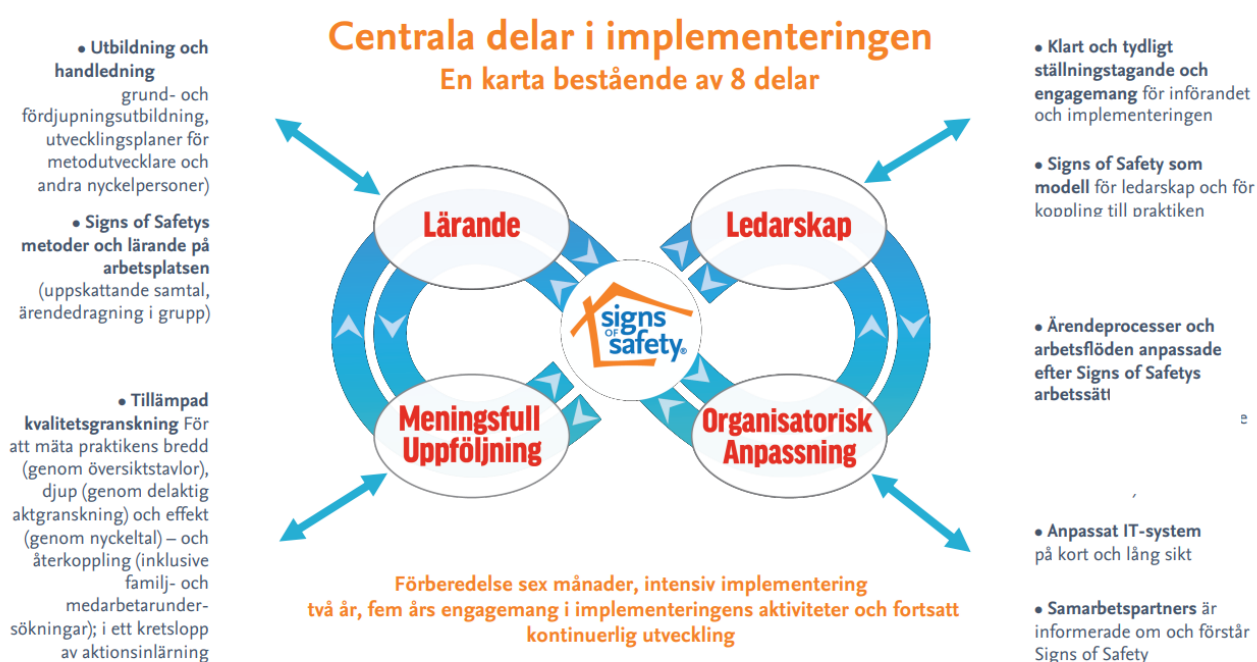 Centrala delar i implementeringen
En karta bestående av 8 delar
• Utbildning och
handledning
grund- och
fördjupningsutbildning,
utvecklingsplaner för
metodutvecklare och
andra nyckelpersoner)
• Signs of Safetys
metoder och lärande på
arbetsplatsen
(uppskattande samtal,
ärendedragning i grupp)
• Tillämpad
kvalitetsgranskning För
att mäta praktikens bredd
(genom översiktstavlor),
djup (genom delaktig
aktgranskning) och effekt
(genom nyckeltal) – och
återkoppling (inklusive
familj- och
medarbetarunder-
sökningar); i ett kretslopp
av aktionsinlärning
Lärande
Ledarskap
signs
OF
safety®
Meningsfull
Uppföljning
Organisatorisk
Anpassning
Förberedelse sex månader, intensiv implementering
två år, fem års engagemang i implementeringens aktiviteter och fortsatt
kontinuerlig utveckling
• Klart och tydligt
ställningstagande och
engagemang för införandet
och implementeringen
• Signs of Safety som
modell för ledarskap och för
koppling till praktiken
• Ärendeprocesser och
arbetsflöden anpassade
efter Signs of Safetys
arbetssätt
e
• Anpassat IT-system
på kort och lång sikt
• Samarbetspartners är
informerade om och förstår
Signs of Safety